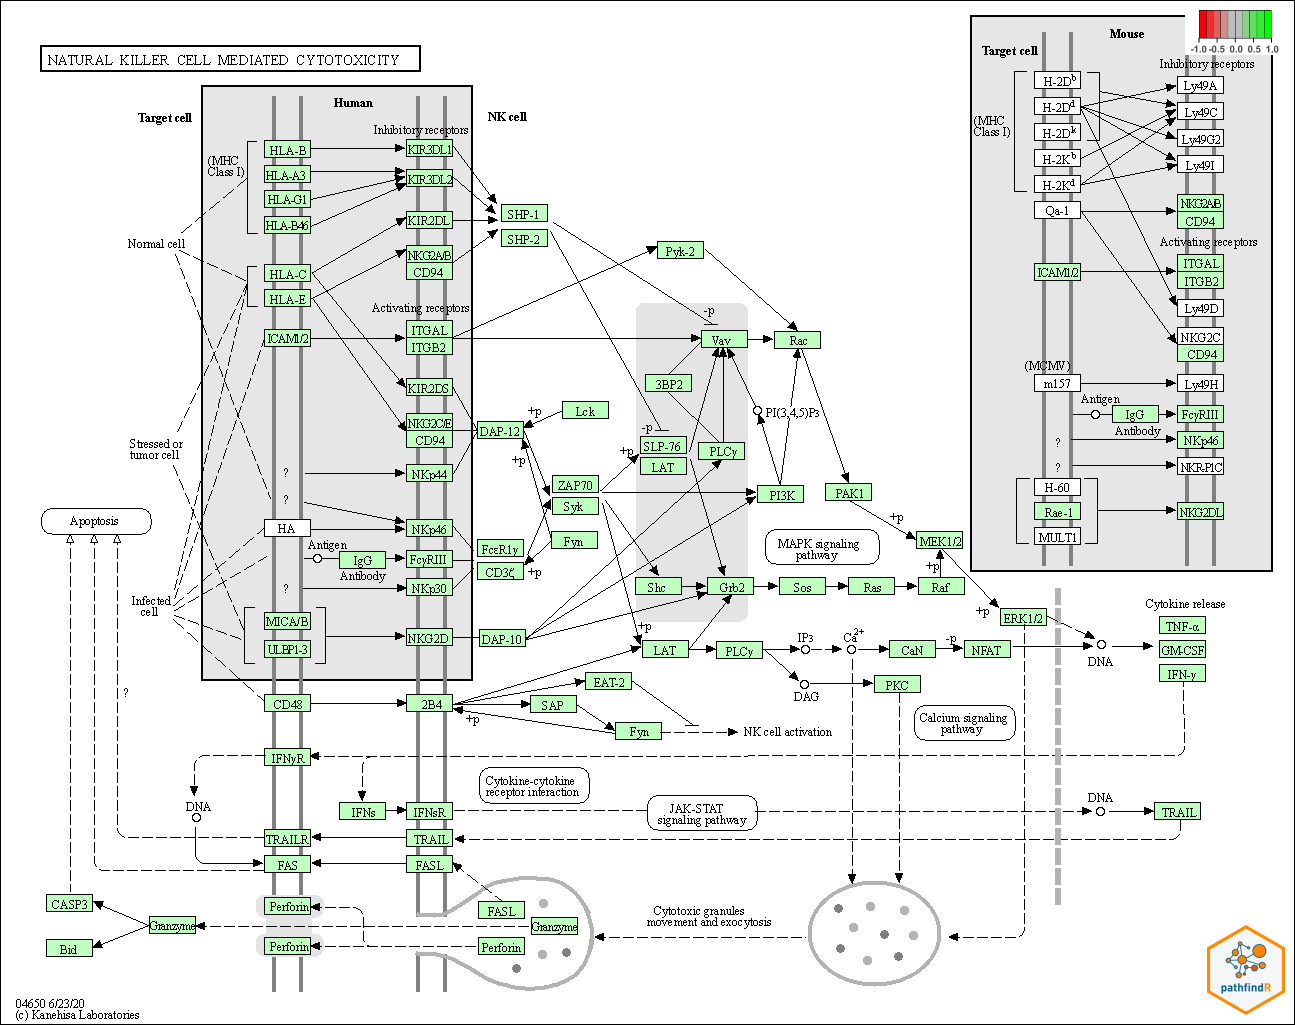 NATURAL KILLER CELL MEDIATED CYTOTOXICITY
-1.0 -0.5 0.0 0.5 1.0
Target cell
Human
NK cell
Inhibitory receptors
(MHC
Class I)
HLA-B
KIR3DL1
HLA-A3
KIR3DL2
HLA-G1
HLA-B46
KIR2DL
SHP-1
SHP-2
Normal cell
NKG2A/B
CD94
HLA-C
HLA-E
Pyk-2
Activating receptors
ICAM1/2
ITGAL
ITGB2
-p
Vav
Rac
3BP2
KIR2DS
NKG2C/E
CD94
DAP-12
+p
Lck
PI(3,4,5)P3
-p
SLP-76
LAT
PLCγ
Stressed or
tumor cell
?
NKp44
+p
+p
ZAP70
Syk
PI3K
PAK1
?
Apoptosis
HA
NKp46
Fyn
+p
MEK1/2
MAPK signaling
pathway
Antigen
IgG
Antibody
FcγRIII
FcεRIγ
CD3ζ
+p
+p
?
NKp30
Shc
Grb2
Sos
Ras
Raf
Infected
cell
MICA/B
ULBP1-3
NKG2D
DAP-10
+p
+p
ERK1/2
LAT
PLCγ
IP3
Ca2+
CaN
-p
NFAT
DNA
Cytokine release
TNF-α
GM-CSF
IFN-γ
DAG
PKC
EAT-2
?
CD48
2B4
SAP
+p
Fyn
NK cell activation
Calcium signaling
pathway
IFNγR
Cytokine-cytokine
receptor interaction
DNA
IFNs
IFNsR
JAK-STAT
signaling pathway
DNA
TRAIL
TRAILR
TRAIL
FAS
FASL
CASP3
Granzyme
Bid
Perforin
Perforin
FASL
Granzyme
Perforin
Cytotoxic granules
movement and exocytosis
Mouse
Target cell
Inhibitory receptors
(MHC
Class I)
H-2Db
Ly49A
H-2Dd
Ly49C
H-2Dk
Ly49G2
H-2Kb
Ly49I
H-2Kd
Qa-1
NKG2A/B
CD94
Activating receptors
ICAM1/2
ITGAL
ITGB2
Ly49D
NKG2C
CD94
(MCMV)
m157
Ly49H
Antigen
IgG
FcγRIII
Antibody
?
NKp46
?
NKR-P1C
H-60
Rae-1
MULT1
NKG2DL
04650 6/23/20
(c) Kanehisa Laboratories
pathfindR